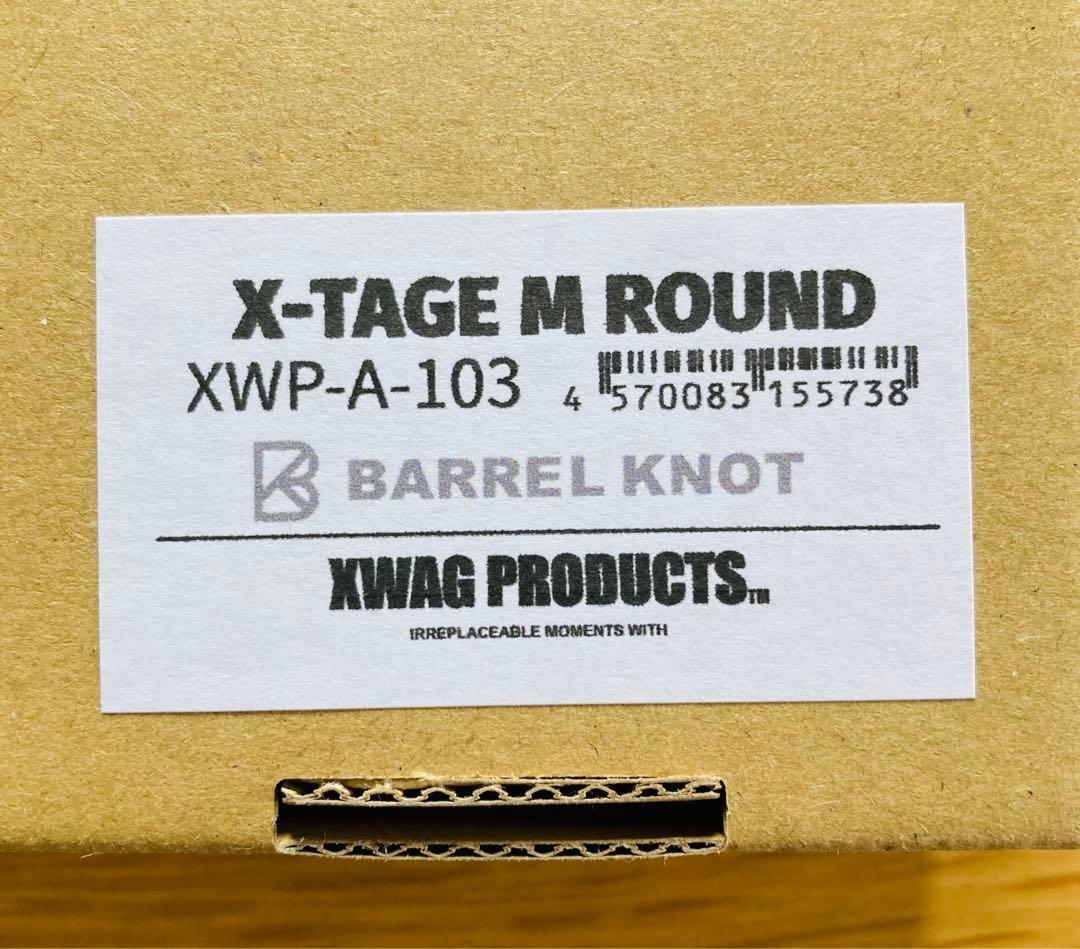 X-TAGE M ROUND
XWP-A-103 4 570083 155738
BARREL KNOT
XWAG PRODUCTS™
IRREPLACEABLE MOMENTS WITH